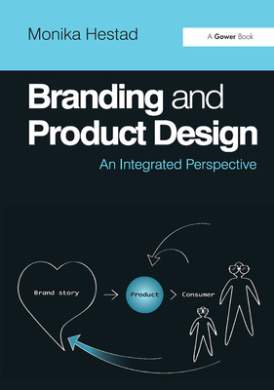 Monika Hestad
A Gower Book
Branding and
Product Design
An Integrated Perspective
Brand story
Product
Consumer